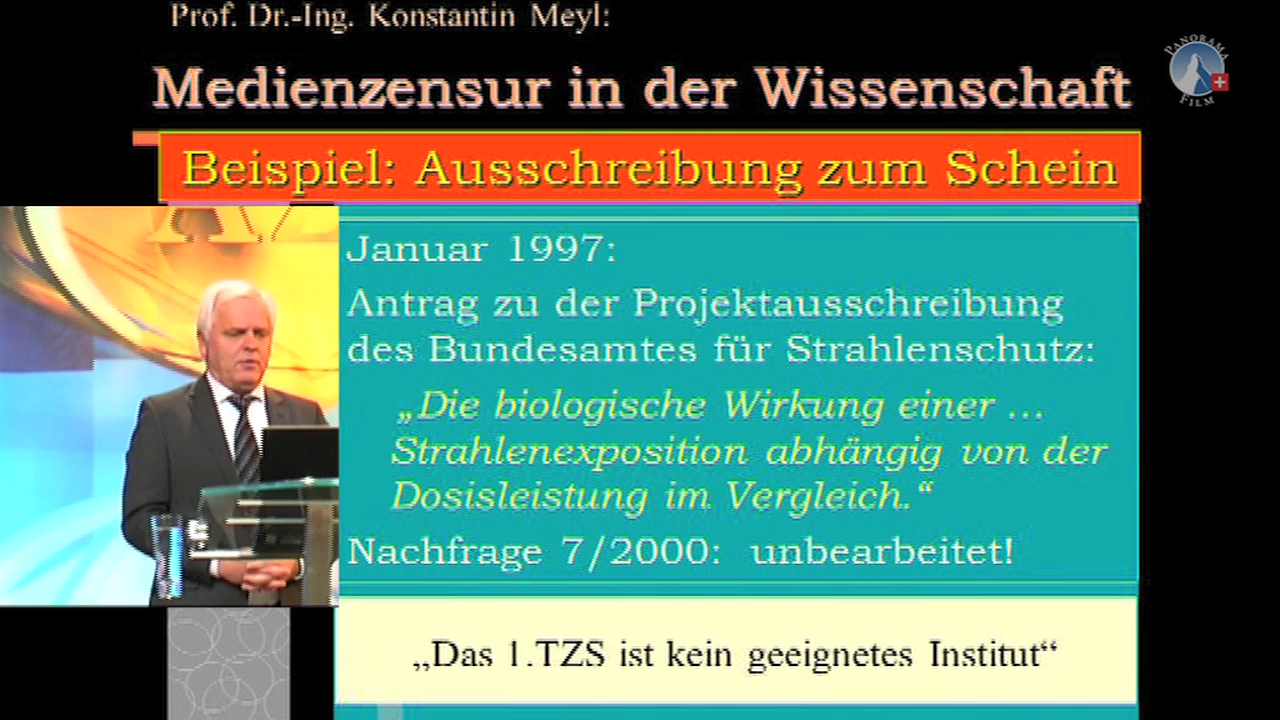 Prof. Dr.-Ing. Konstantin Meyl:
PANORAMA
FILM
Medienzensur in der Wissenschaft
Beispiel: Ausschreibung zum Schein
Januar 1997:
Antrag zu der Projektausschreibung
des Bundesamtes für Strahlenschutz:
„Die biologische Wirkung einer ...
Strahlenexposition abhängig von der
Dosisleistung im Vergleich.“
Nachfrage 7/2000: unbearbeitet!
„Das 1.TZS ist kein geeignetes Institut“